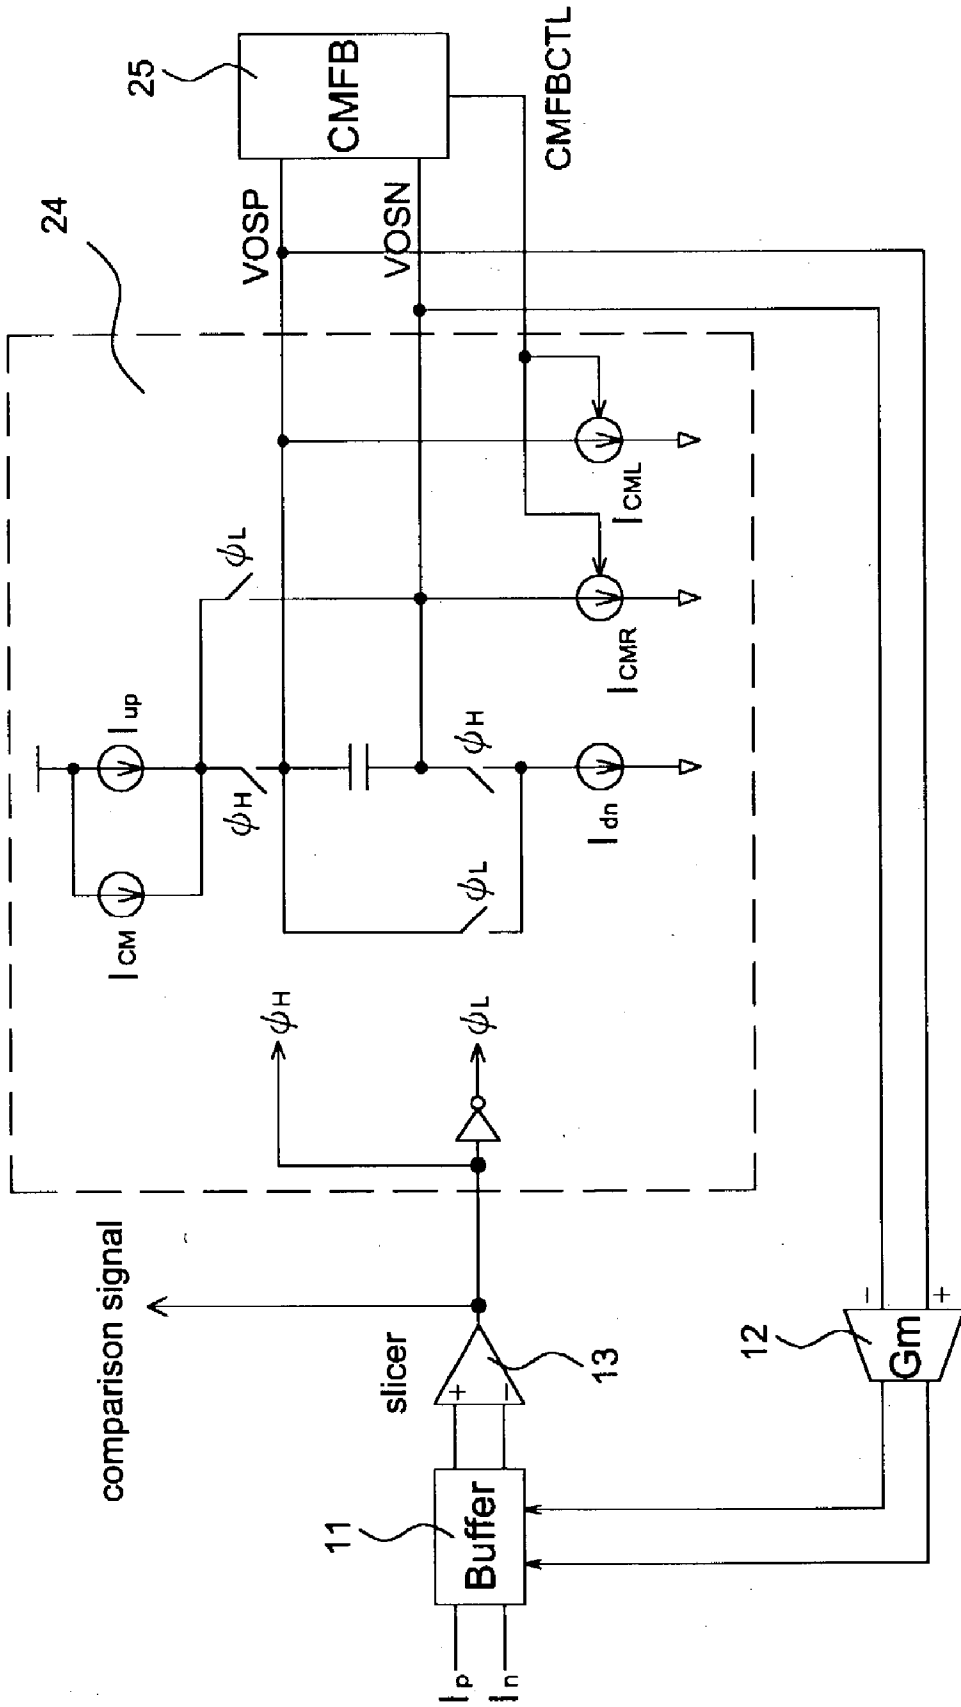 24
25
CMFB
VOSP
VOSN
CMFBCTL
ICM
Iup
ϕL
ϕH
ϕH
ϕL
Idn
ICMR
ICML
ϕH
ϕL
comparison signal
slicer
+
−
13
11
Buffer
Ip
In
12
Gm
−
+